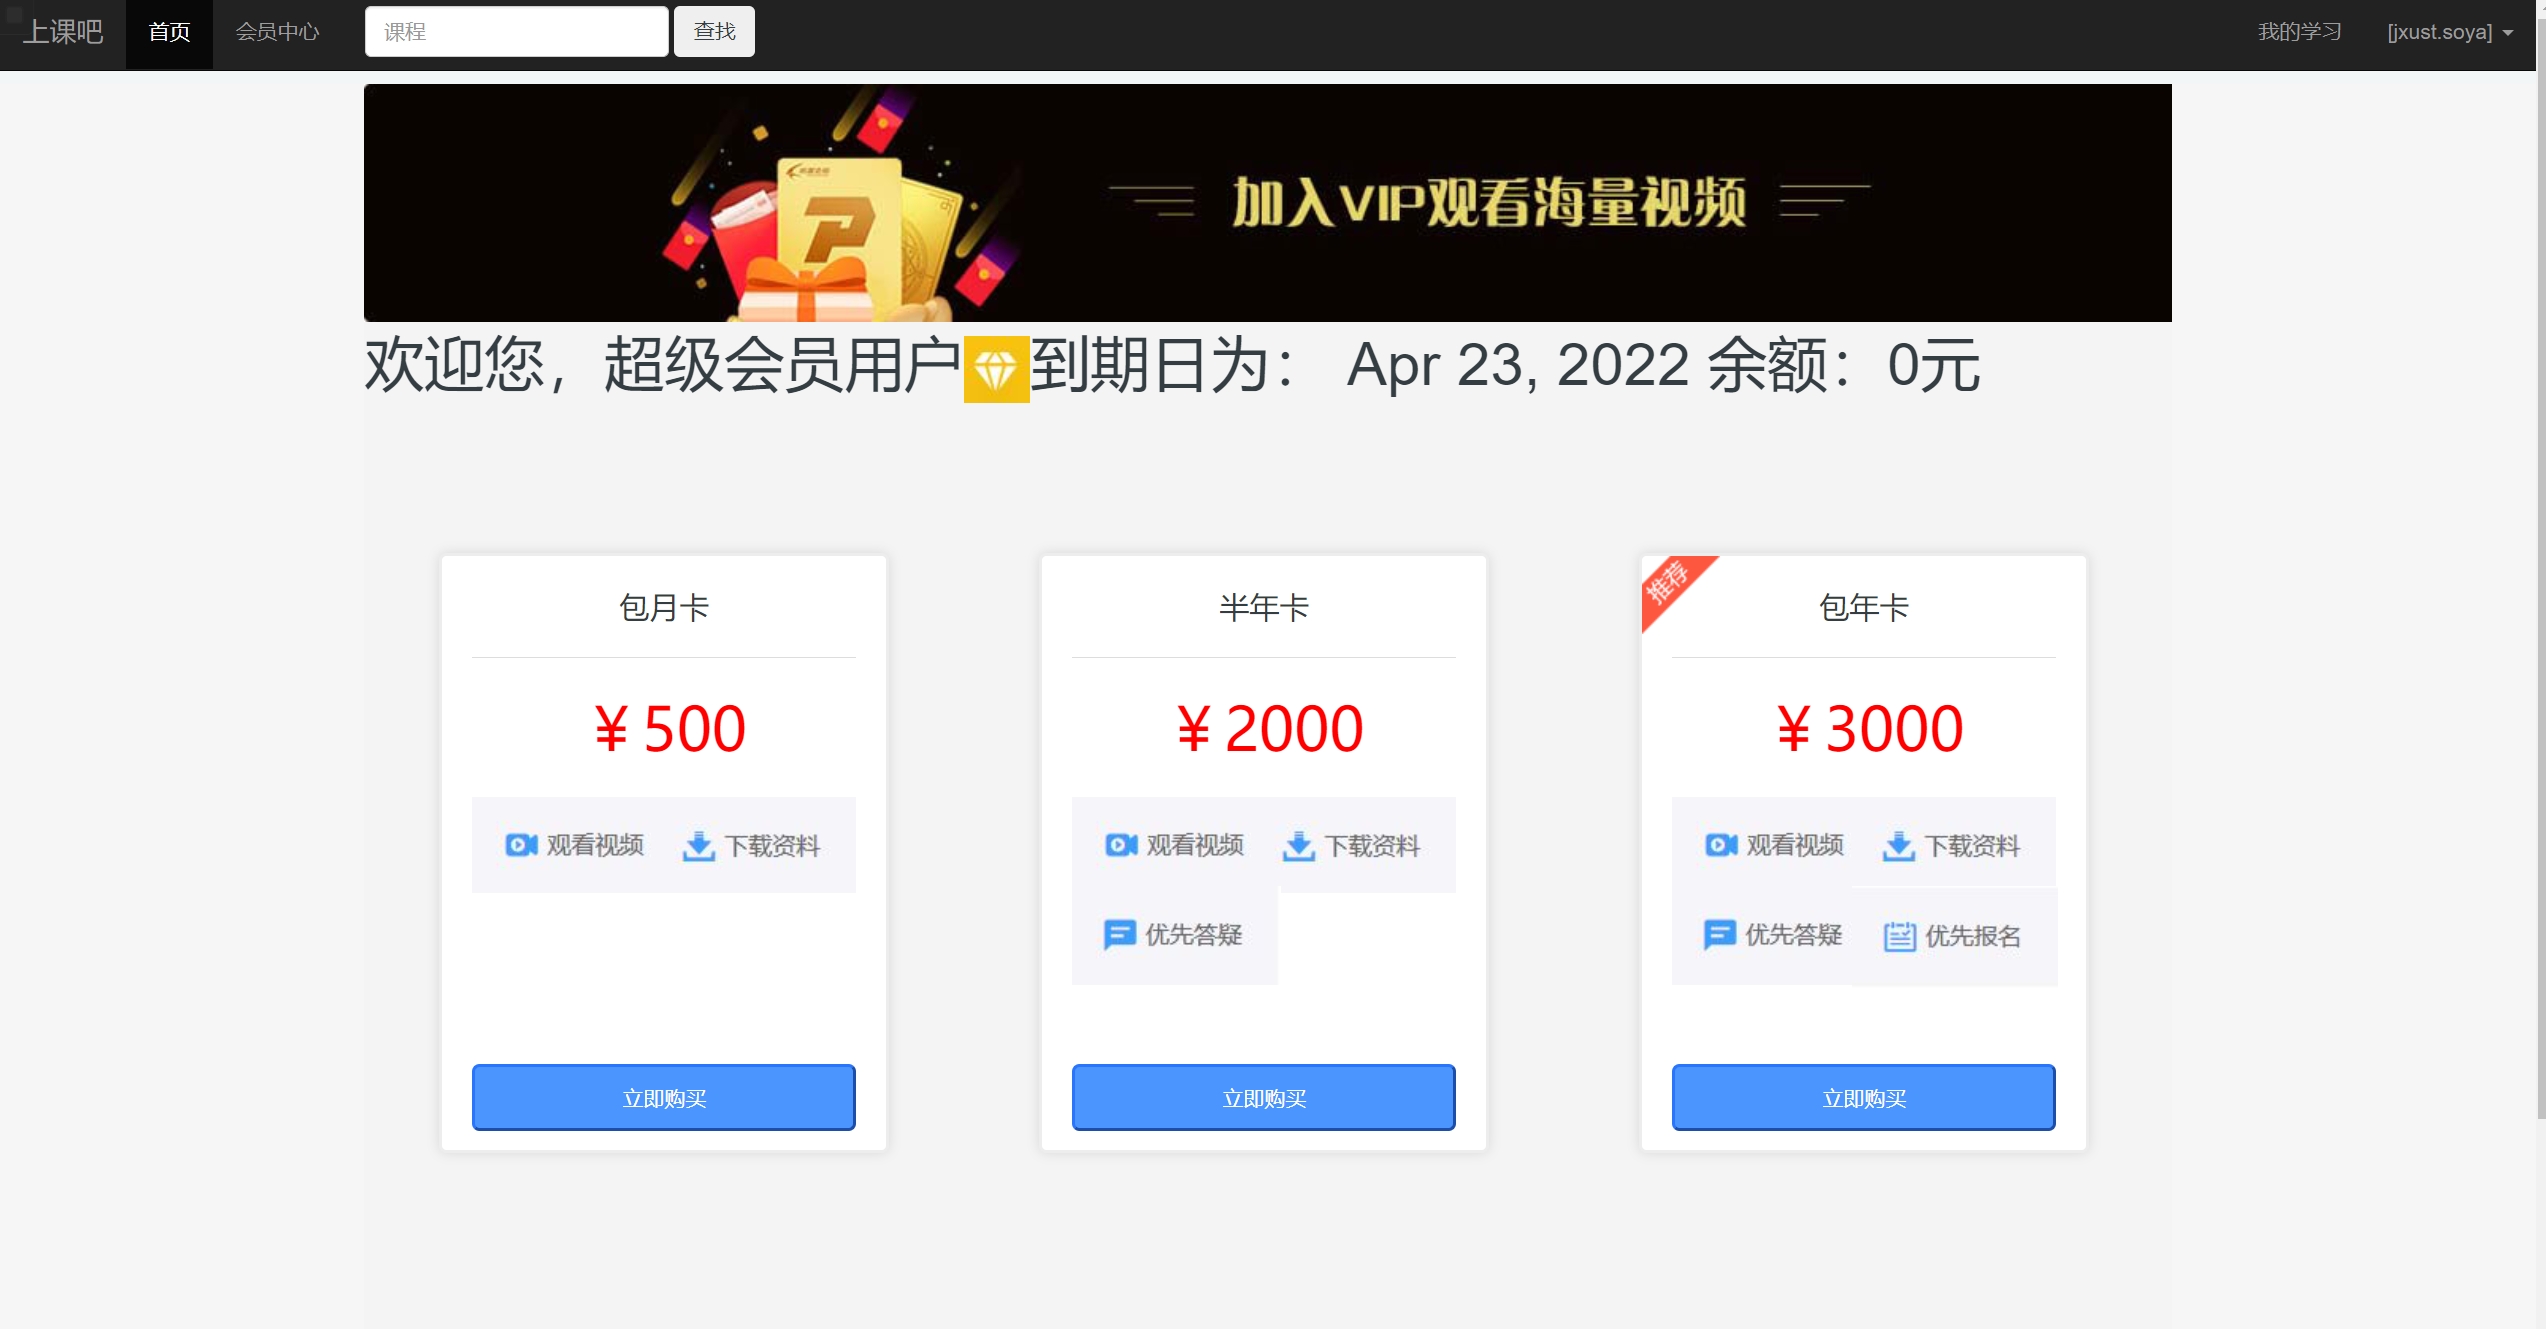 上课吧 首页 会员中心 课程 查找 我的学习 [jxust.soya]
加入VIP观看海量视频
欢迎您，超级会员用户到期日为： Apr 23, 2022 余额：0元
包月卡
¥ 500
观看视频 下载资料
立即购买
半年卡
¥ 2000
观看视频 下载资料
优先答疑
立即购买
推荐
包年卡
¥ 3000
观看视频 下载资料
优先答疑 优先报名
立即购买